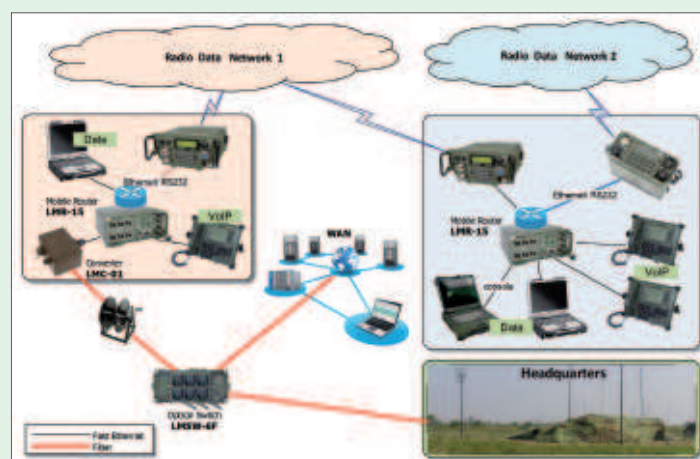 Radio Data Network 1
Radio Data Network 2
Data
Ethernet RS232
Mobile Router
LMR-15
VoIP
Converter
LMC-01
WAN
Ethernet RS232
Mobile Router
LMR-15
VoIP
console
Data
Optical Switch
LMSW-6F
Headquarters
Fast Ethernet
Fiber